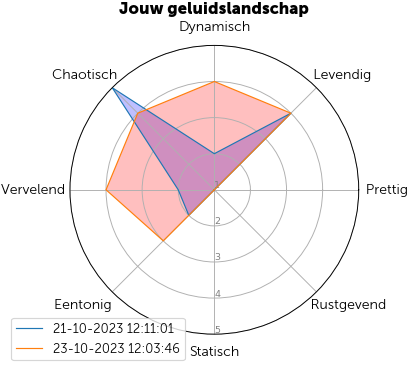 Jouw geluidslandschap
Dynamisch
Chaotisch
Levendig
Vervelend
1
Prettig
2
3
4
Eentonig
Rustgevend
5
Statisch
21-10-2023 12:11:01
23-10-2023 12:03:46